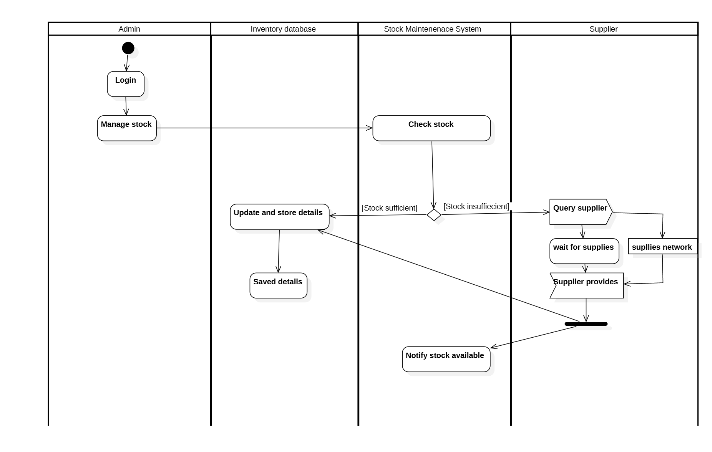 Admin
Inventory database
Stock Maintenenace System
Supplier
Login
Manage stock
Check stock
[Stock sufficient]
[Stock insuffiecient]
Query supplier
Update and store details
wait for supplies
supllies network
Saved details
Supplier provides
Notify stock available